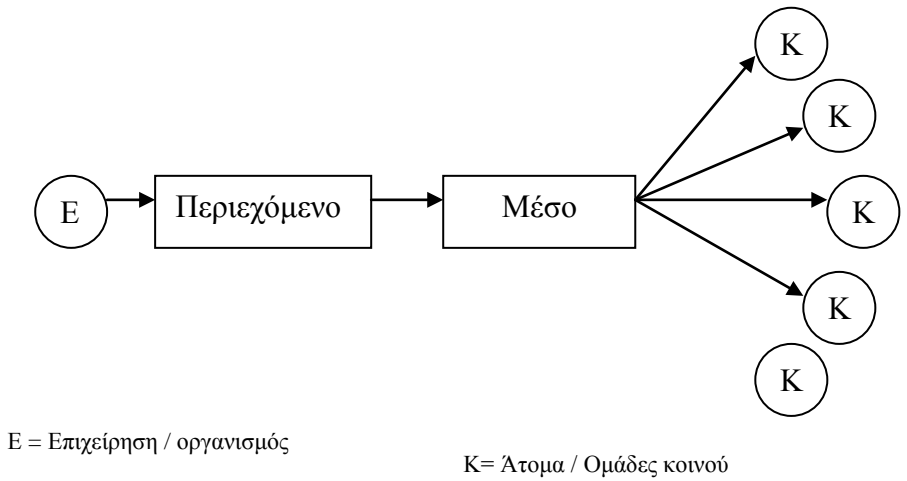 Κ
Κ
Ε
Περιεχόμενο
Μέσο
Κ
Κ
Κ
Ε = Επιχείρηση / οργανισμός
Κ= Άτομα / Ομάδες κοινού